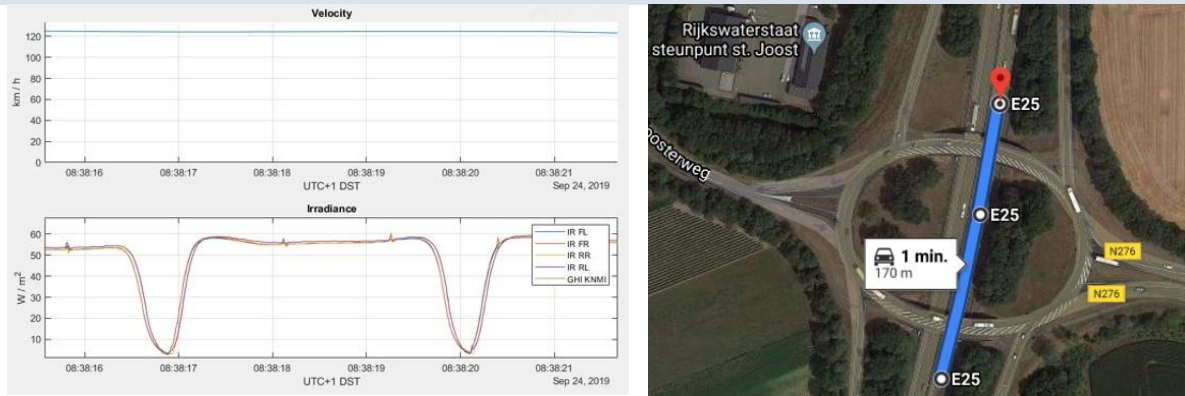 Velocity
km / h
120
100
80
60
40
20
0
08:38:16 08:38:17 08:38:18 08:38:19 08:38:20 08:38:21
UTC+1 DST
Sep 24, 2019
Irradiance
W / m²
60
50
40
30
20
10
IR FL
IR FR
IR RR
IR RL
GHI KNMI
08:38:16 08:38:17 08:38:18 08:38:19 08:38:20 08:38:21
UTC+1 DST
Sep 24, 2019
Rijkswaterstaat
steunpunt st. Joost
E25
oosterweg
E25
1 min.
170 m
N276
N276
E25